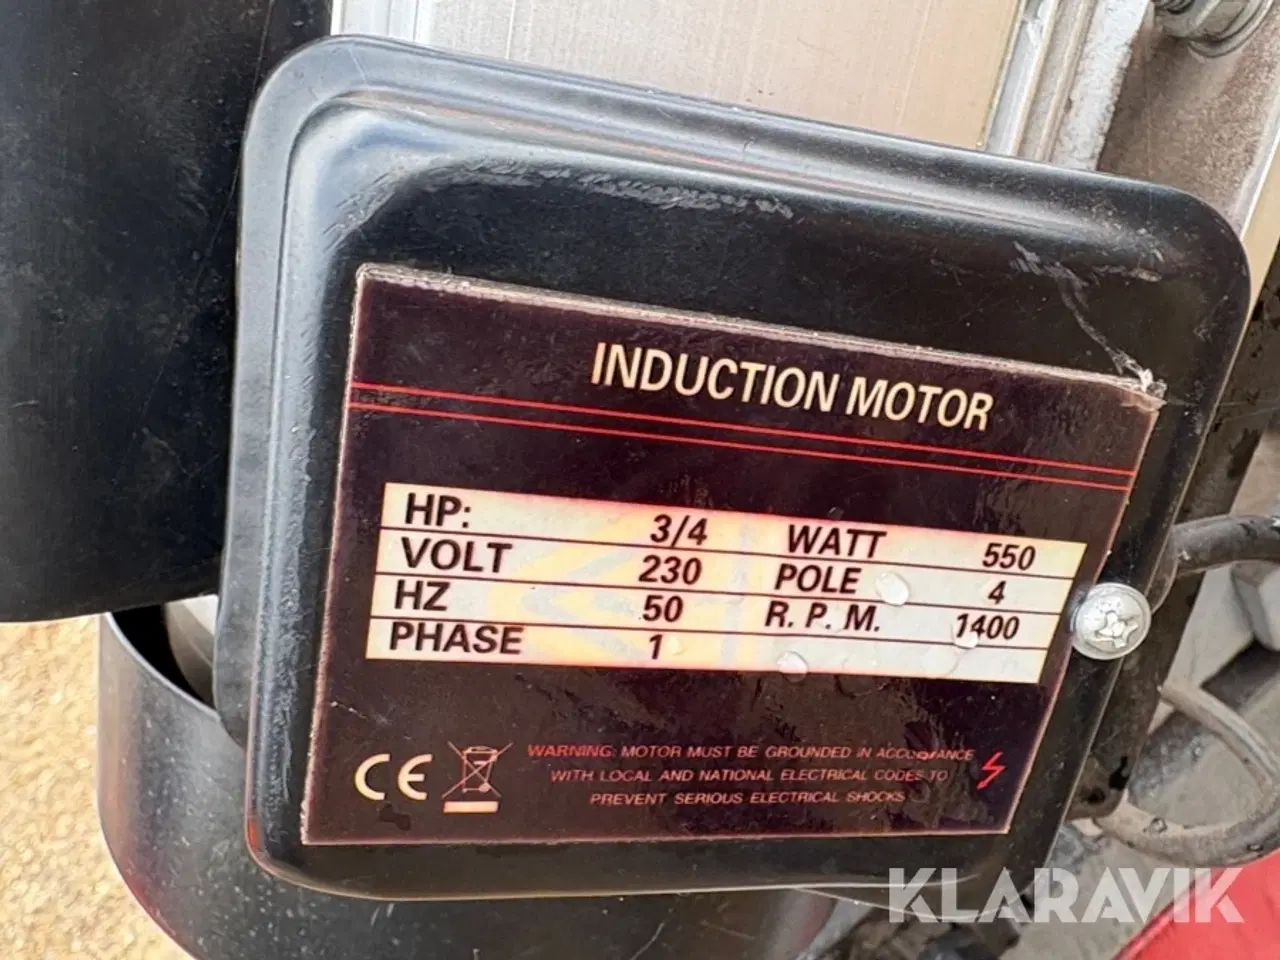 INDUCTION MOTOR
HP: 3/4 WATT 550
VOLT 230 POLE 4
HZ 50 R. P. M. 1400
PHASE 1
CE WARNING: MOTOR MUST BE GROUNDED IN ACCORDANCE
WITH LOCAL AND NATIONAL ELECTRICAL CODES TO
PREVENT SERIOUS ELECTRICAL SHOCKS
KLARAVIK